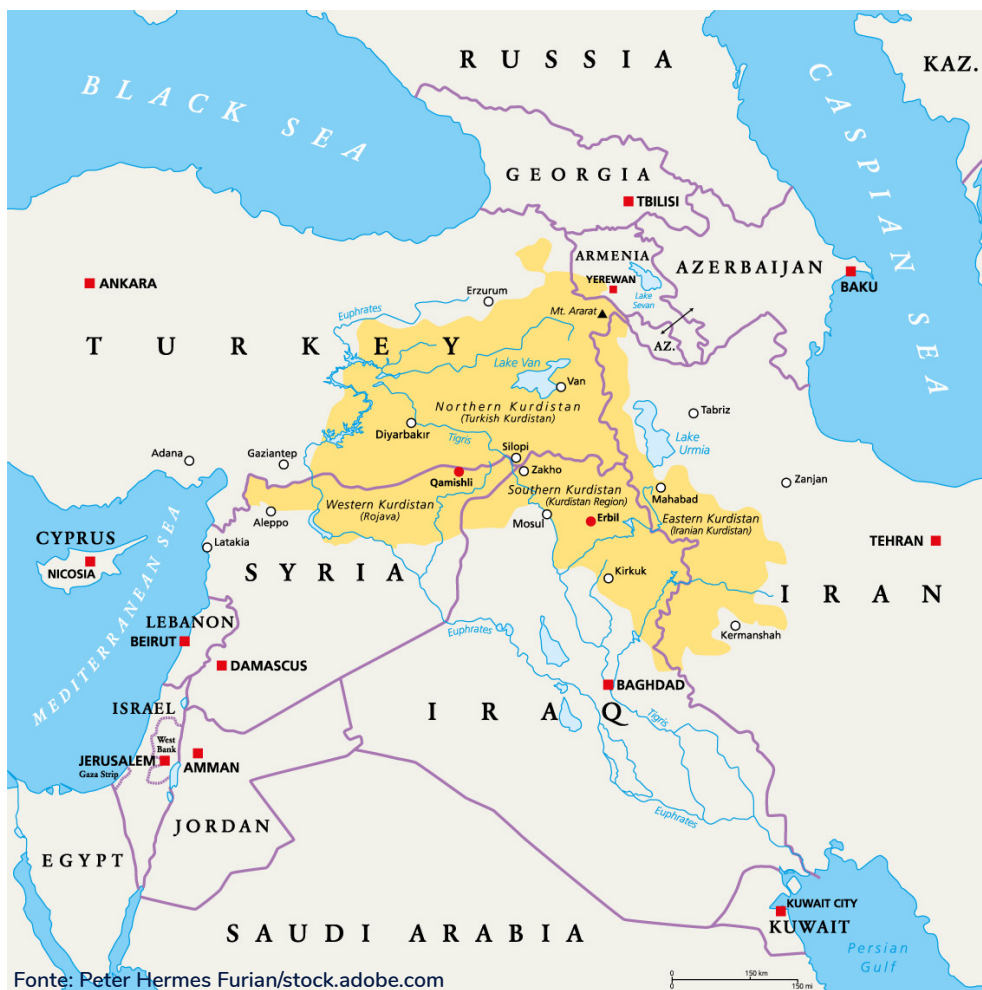 RUSSIA
KAZ.
BLACK SEA
CASPIAN SEA
GEORGIA
TBILISI
ARMENIA
YEREWAN
Lake
Sevan
AZERBAIJAN
BAKU
ANKARA
Erzurum
Euphrates
Mt. Ararat
AZ.
TURKEY
Lake Van
Van
Northern Kurdistan
(Turkish Kurdistan)
Diyarbakır
Tigris
Tabriz
Lake
Urmia
Adana
Gaziantep
Silopi
Zakho
Qamishli
Zanjan
Western Kurdistan
(Rojava)
Southern Kurdistan
(Kurdistan Region)
Mahabad
Aleppo
Mosul
Erbil
Eastern Kurdistan
(Iranian Kurdistan)
CYPRUS
NICOSIA
Latakia
TEHRAN
SYRIA
Kirkuk
IRAN
MEDITERRANEAN SEA
LEBANON
BEIRUT
Euphrates
Kermanshah
DAMASCUS
BAGHDAD
ISRAEL
IRAQ
Tigris
West
Bank
JERUSALEM
Gaza Strip
AMMAN
JORDAN
Euphrates
EGYPT
KUWAIT CITY
KUWAIT
SAUDI ARABIA
Persian
Gulf
Fonte: Peter Hermes Furian/stock.adobe.com
0 150 km
150 mi